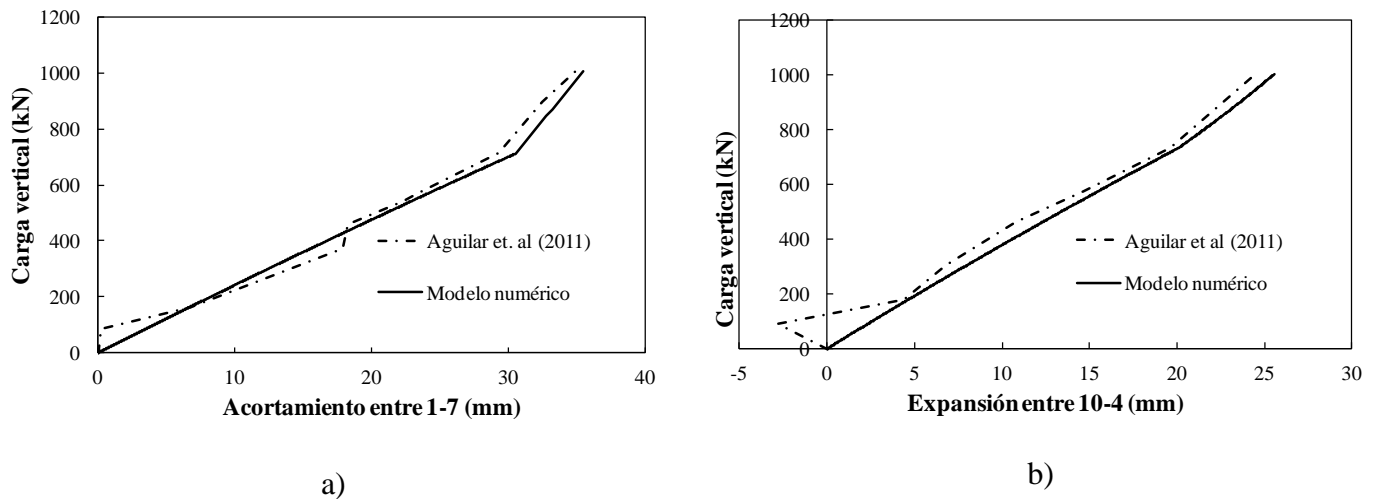 1200
1000
800
600
400
200
0
Carga vertical (kN)
Aguilar et. al (2011)
Modelo numérico
0 10 20 30 40
Acortamiento entre 1-7 (mm)
a)
1200
1000
800
600
400
200
0
Carga vertical (kN)
Aguilar et al (2011)
Modelo numérico
-5 0 5 10 15 20 25 30
Expansión entre 10-4 (mm)
b)